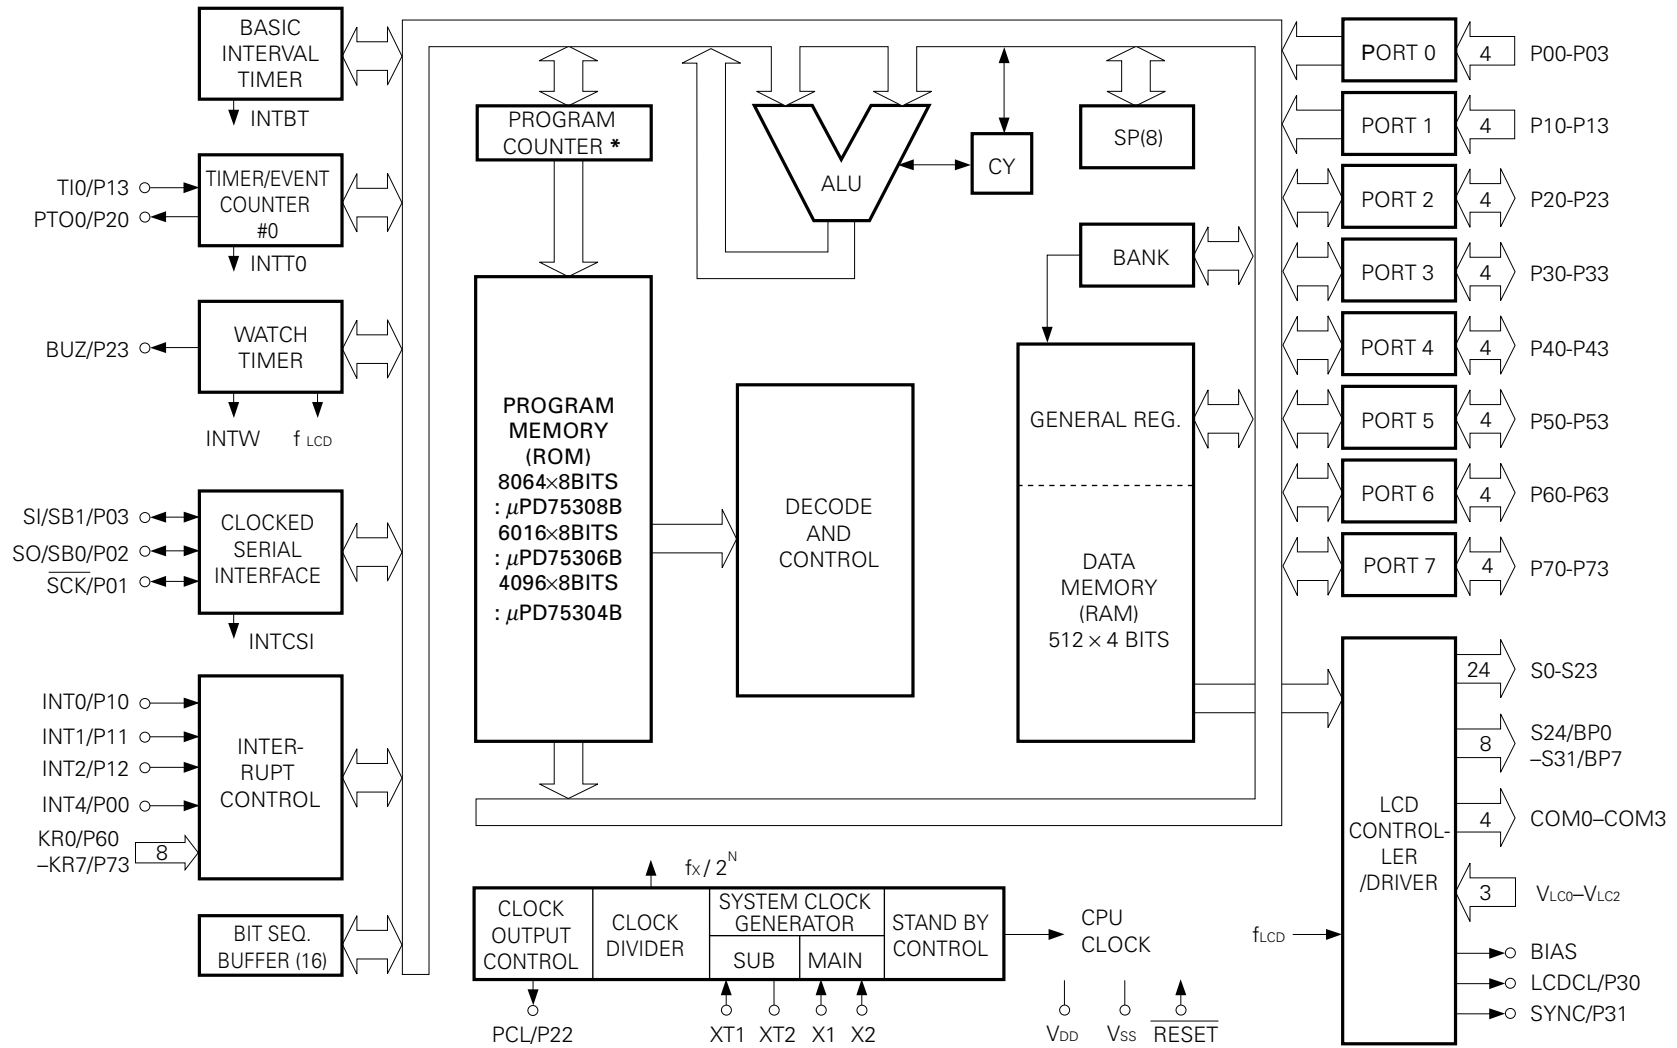 BASIC
INTERVAL
TIMER
INTBT
TI0/P13
PTO0/P20
TIMER/EVENT
COUNTER
#0
INTT0
BUZ/P23
WATCH
TIMER
INTW
f LCD
SI/SB1/P03
SO/SB0/P02
SCK/P01
CLOCKED
SERIAL
INTERFACE
INTCSI
INT0/P10
INT1/P11
INT2/P12
INT4/P00
KR0/P60
–KR7/P73
8
INTER-
RUPT
CONTROL
BIT SEQ.
BUFFER (16)
PROGRAM
COUNTER *
ALU
CY
SP(8)
BANK
PROGRAM
MEMORY
(ROM)
8064×8BITS
: μPD75308B
6016×8BITS
: μPD75306B
4096×8BITS
: μPD75304B
DECODE
AND
CONTROL
GENERAL REG.
DATA
MEMORY
(RAM)
512 × 4 BITS
fX / 2N
CLOCK
OUTPUT
CONTROL
CLOCK
DIVIDER
SYSTEM CLOCK
GENERATOR
SUB
MAIN
STAND BY
CONTROL
CPU
CLOCK
PCL/P22
XT1
XT2
X1
X2
VDD
VSS
RESET
PORT 0
4
P00-P03
PORT 1
4
P10-P13
PORT 2
4
P20-P23
PORT 3
4
P30-P33
PORT 4
4
P40-P43
PORT 5
4
P50-P53
PORT 6
4
P60-P63
PORT 7
4
P70-P73
LCD
CONTROL-
LER
/DRIVER
24
S0-S23
8
S24/BP0
–S31/BP7
4
COM0–COM3
3
VLC0–VLC2
fLCD
BIAS
LCDCL/P30
SYNC/P31